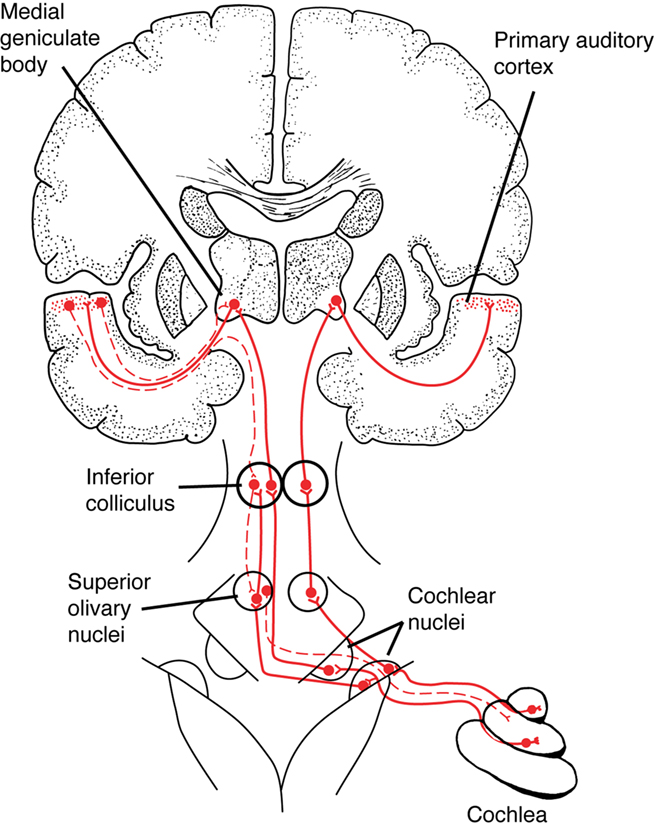 Medial
geniculate
body
Primary auditory
cortex
Inferior
colliculus
Superior
olivary
nuclei
Cochlear
nuclei
Cochlea